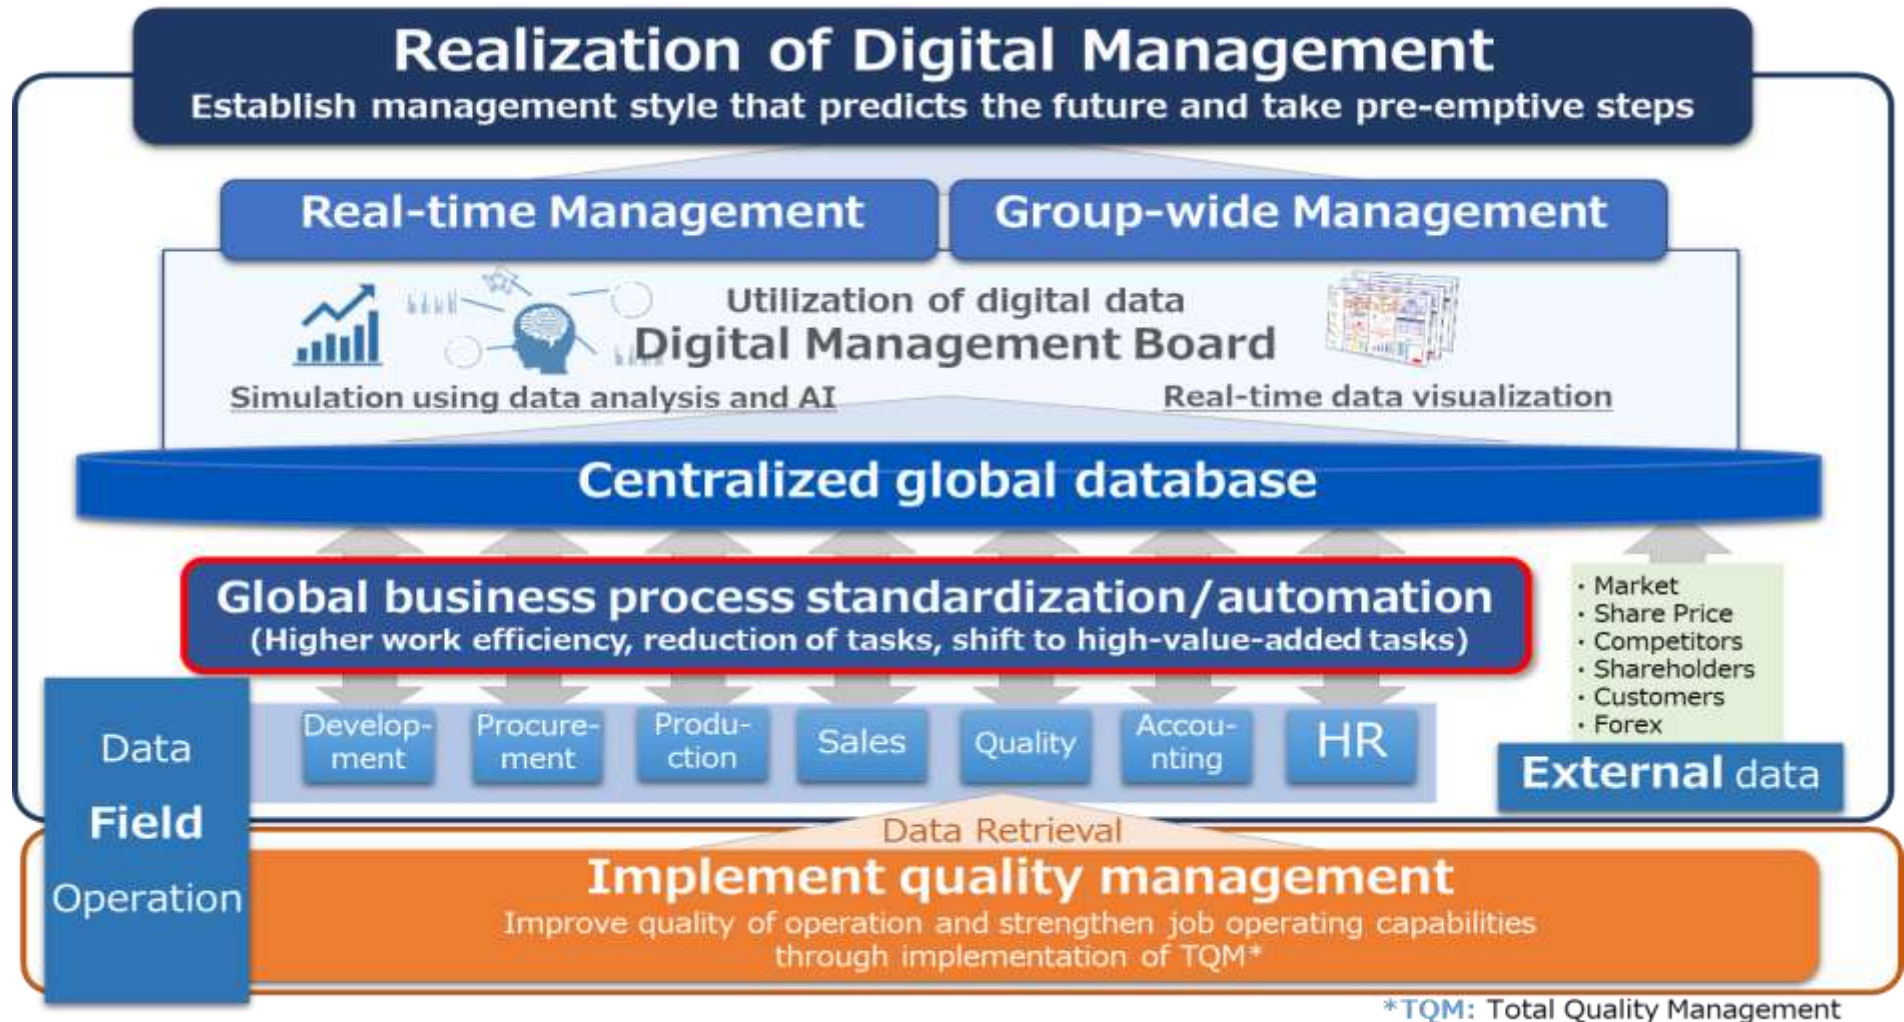 Realization of Digital Management
Establish management style that predicts the future and take pre-emptive steps
Real-time Management
Group-wide Management
Utilization of digital data
Digital Management Board
Simulation using data analysis and AI
Real-time data visualization
Centralized global database
Global business process standardization/automation
(Higher work efficiency, reduction of tasks, shift to high-value-added tasks)
・Market
・Share Price
・Competitors
・Shareholders
・Customers
・Forex
External data
Data
Field
Operation
Develop-
ment
Procure-
ment
Produ-
ction
Sales
Quality
Accou-
nting
HR
Data Retrieval
Implement quality management
Improve quality of operation and strengthen job operating capabilities
through implementation of TQM*
*TQM: Total Quality Management